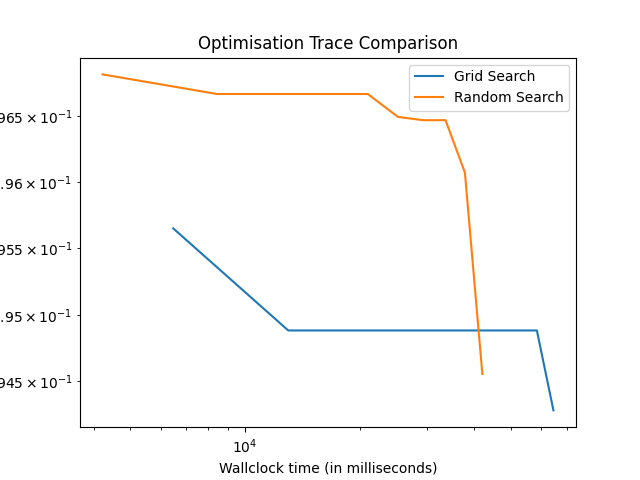 Optimisation Trace Comparison
Grid Search
Random Search
965 × 10⁻¹
.96 × 10⁻¹
955 × 10⁻¹
.95 × 10⁻¹
945 × 10⁻¹
10⁴
Wallclock time (in milliseconds)